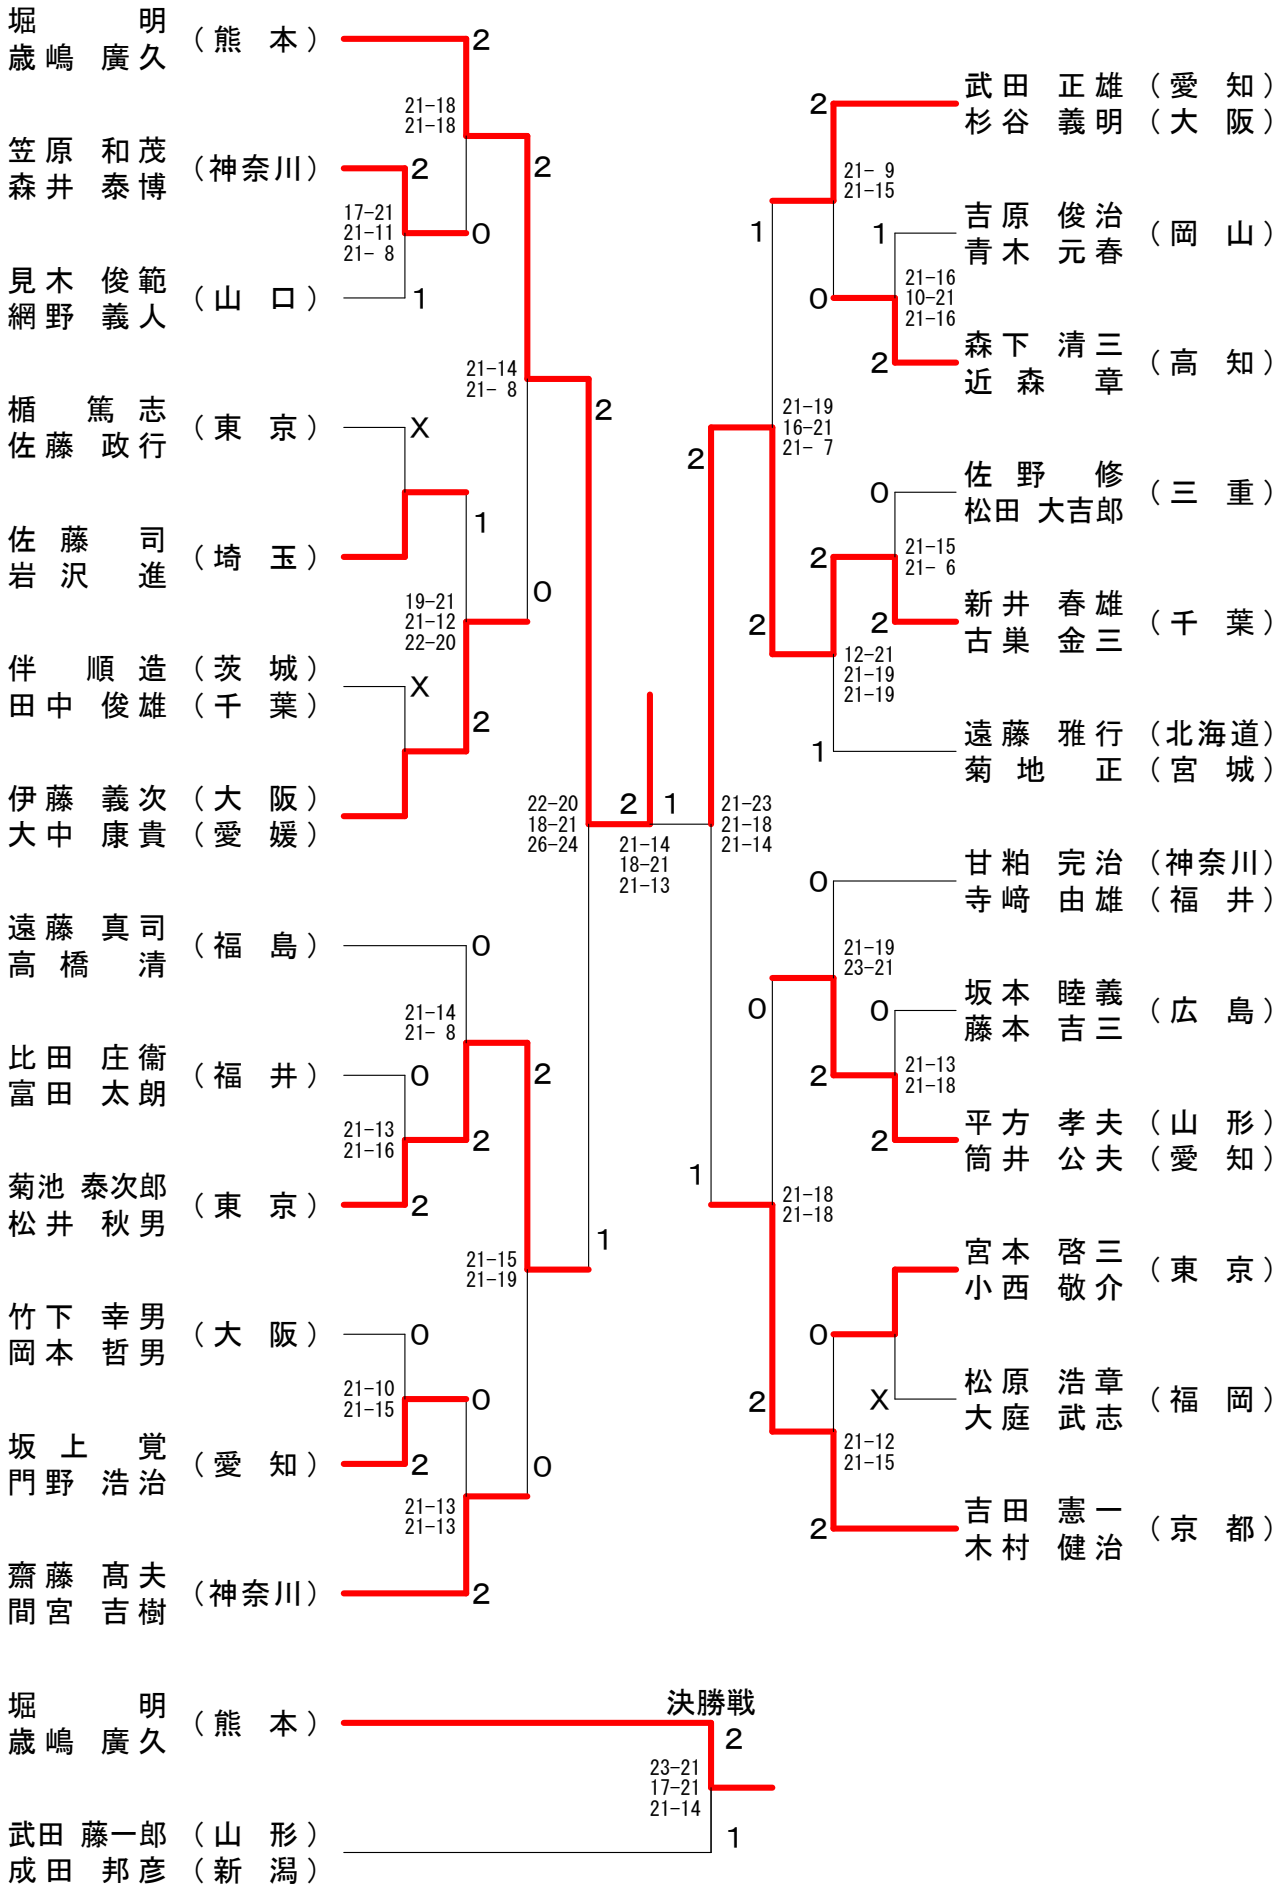 堀 明
歳嶋 廣久 (熊 本)
2
21-18
21-18
笠原 和茂
森井 泰博 (神奈川)
2
2
17-21
21-11
21- 8
0
見木 俊範
網野 義人 (山 口)
1
21-14
21- 8
2
楯 篤志
佐藤 政行 (東 京)
X
1
佐藤 司
岩沢 進 (埼 玉)
19-21
21-12
22-20
0
伴 順造 (茨 城)
田中 俊雄 (千 葉)
X
2
伊藤 義次 (大 阪)
大中 康貴 (愛 媛)
22-20
18-21
26-24
2
1
21-14
18-21
21-13
遠藤 真司
高橋 清 (福 島)
0
21-14
21- 8
比田 庄衛
富田 太朗 (福 井)
0
2
21-13
21-16
2
菊池 泰次郎
松井 秋男 (東 京)
2
21-15
21-19
1
竹下 幸男
岡本 哲男 (大 阪)
0
21-10
21-15
0
坂上 覚
門野 浩治 (愛 知)
2
0
21-13
21-13
齋藤 髙夫
間宮 吉樹 (神奈川)
2
2
武田 正雄 (愛 知)
杉谷 義明 (大 阪)
21- 9
21-15
1
1
吉原 俊治
青木 元春 (岡 山)
0
21-16
10-21
21-16
2
森下 清三
近森 章 (高 知)
21-19
16-21
21- 7
2
0
佐野 修
松田 大吉郎 (三 重)
2
21-15
21- 6
2
2
新井 春雄
古巣 金三 (千 葉)
12-21
21-19
21-19
1
遠藤 雅行 (北海道)
菊地 正 (宮 城)
21-23
21-18
21-14
0
甘粕 完治 (神奈川)
寺﨑 由雄 (福 井)
21-19
23-21
0
0
坂本 睦義
藤本 吉三 (広 島)
2
21-13
21-18
2
平方 孝夫 (山 形)
筒井 公夫 (愛 知)
1
21-18
21-18
宮本 啓三
小西 敬介 (東 京)
0
2
X
松原 浩章
大庭 武志 (福 岡)
21-12
21-15
2
吉田 憲一
木村 健治 (京 都)
決勝戦
堀 明
歳嶋 廣久 (熊 本)
2
23-21
17-21
21-14
武田 藤一郎 (山 形)
成田 邦彦 (新 潟)
1